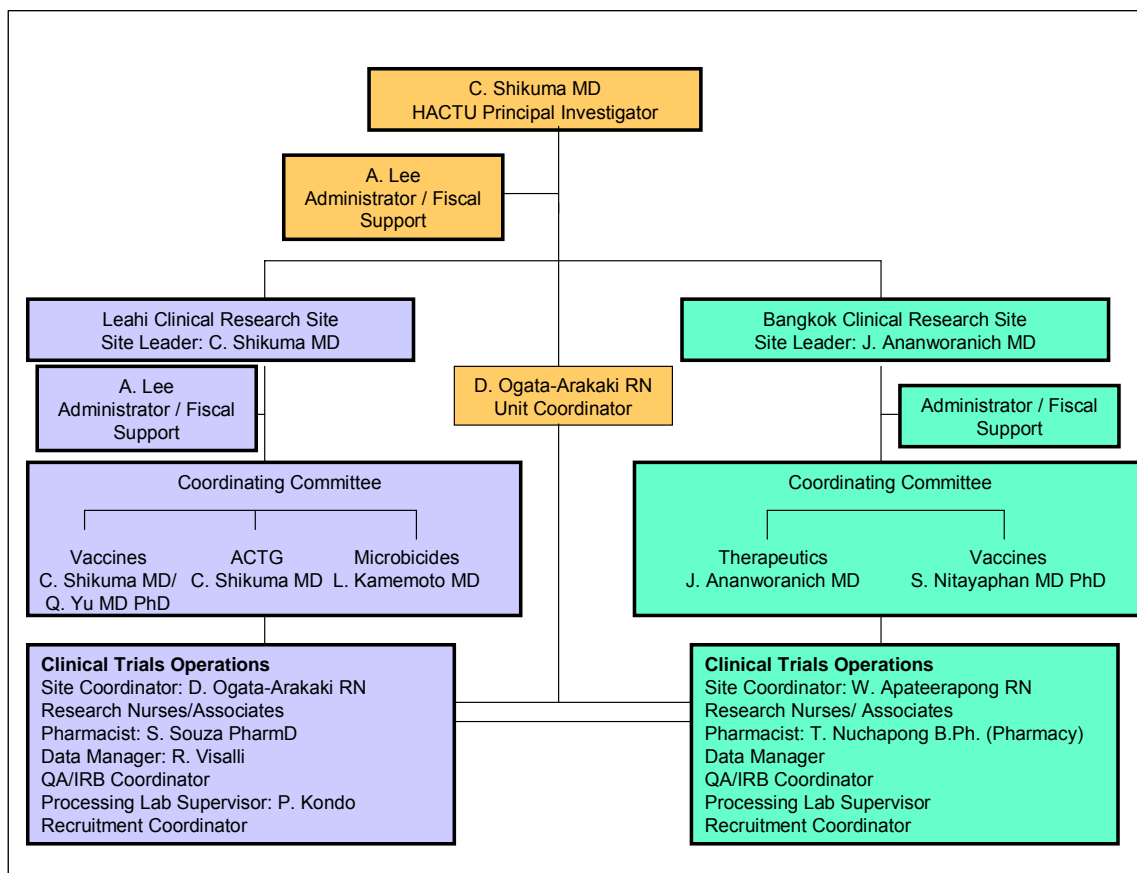 C. Shikuma MD
HACTU Principal Investigator
A. Lee
Administrator / Fiscal
Support
Leahi Clinical Research Site
Site Leader: C. Shikuma MD
Bangkok Clinical Research Site
Site Leader: J. Ananworanich MD
A. Lee
Administrator / Fiscal
Support
D. Ogata-Arakaki RN
Unit Coordinator
Administrator / Fiscal
Support
Coordinating Committee
Vaccines
C. Shikuma MD/
Q. Yu MD PhD
ACTG
C. Shikuma MD
Microbicides
L. Kamemoto MD
Coordinating Committee
Therapeutics
J. Ananworanich MD
Vaccines
S. Nitayaphan MD PhD
Clinical Trials Operations
Site Coordinator: D. Ogata-Arakaki RN
Research Nurses/Associates
Pharmacist: S. Souza PharmD
Data Manager: R. Visalli
QA/IRB Coordinator
Processing Lab Supervisor: P. Kondo
Recruitment Coordinator
Clinical Trials Operations
Site Coordinator: W. Apateerapong RN
Research Nurses/ Associates
Pharmacist: T. Nuchapong B.Ph. (Pharmacy)
Data Manager
QA/IRB Coordinator
Processing Lab Supervisor
Recruitment Coordinator